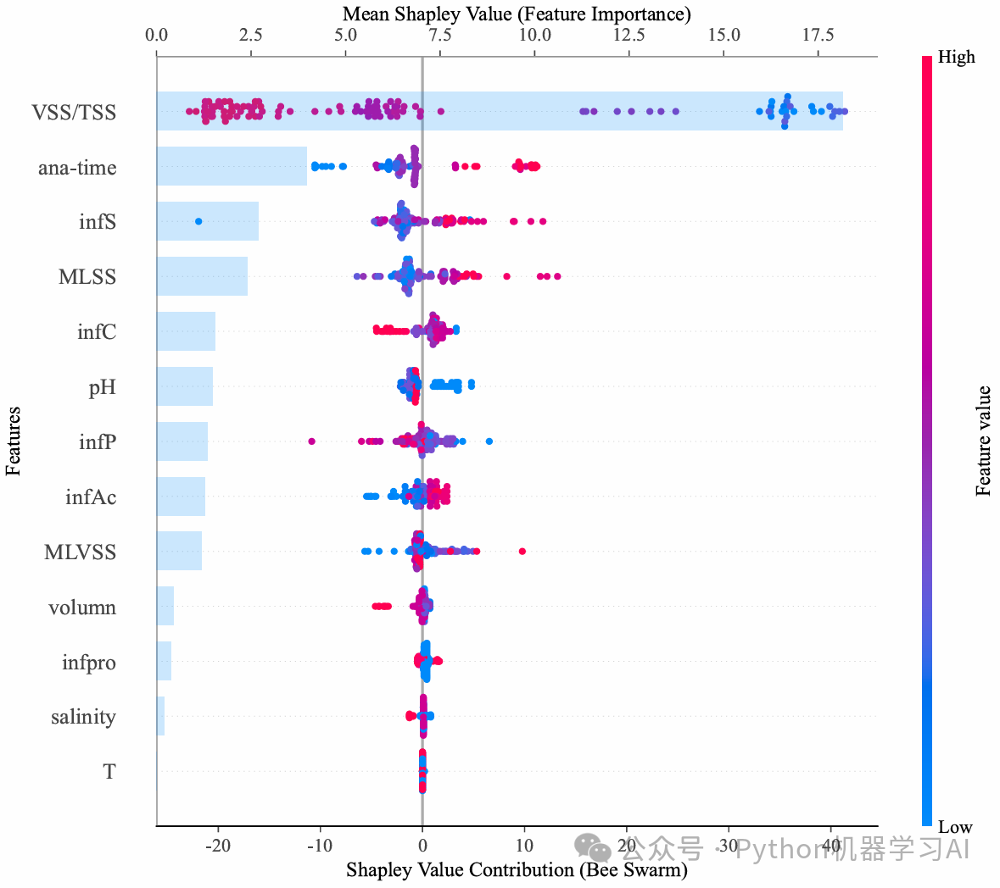 Mean Shapley Value (Feature Importance)
0.0 2.5 5.0 7.5 10.0 12.5 15.0 17.5
High
VSS/TSS
ana-time
infS
MLSS
infC
pH
infP
infAc
MLVSS
volumn
infpro
salinity
T
Features
Feature value
Low
-20 -10 0 10 20 30 40
公众号 · Python机器学习AI
Shapley Value Contribution (Bee Swarm)